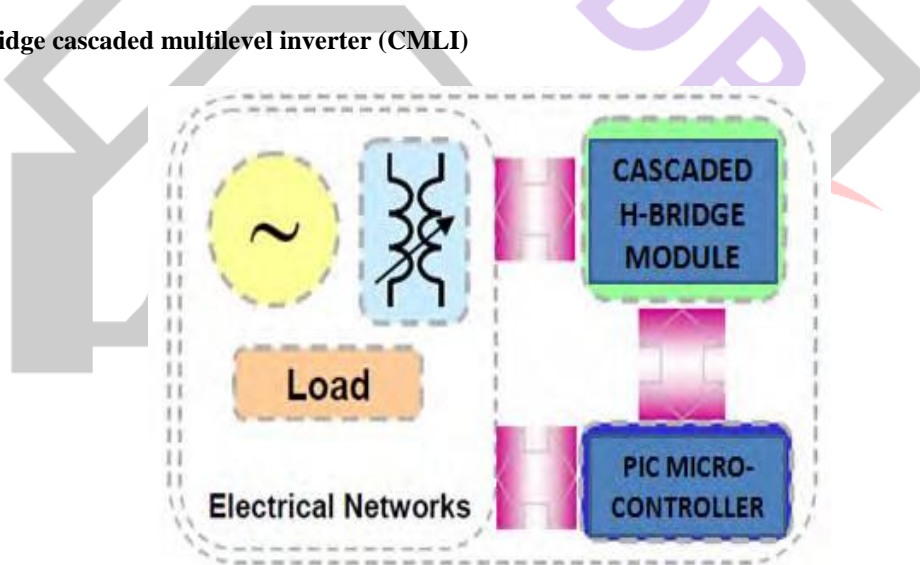 idge cascaded multilevel inverter (CMLI)
~
CASCADED
H-BRIDGE
MODULE
Load
Electrical Networks
PIC MICRO-
CONTROLLER